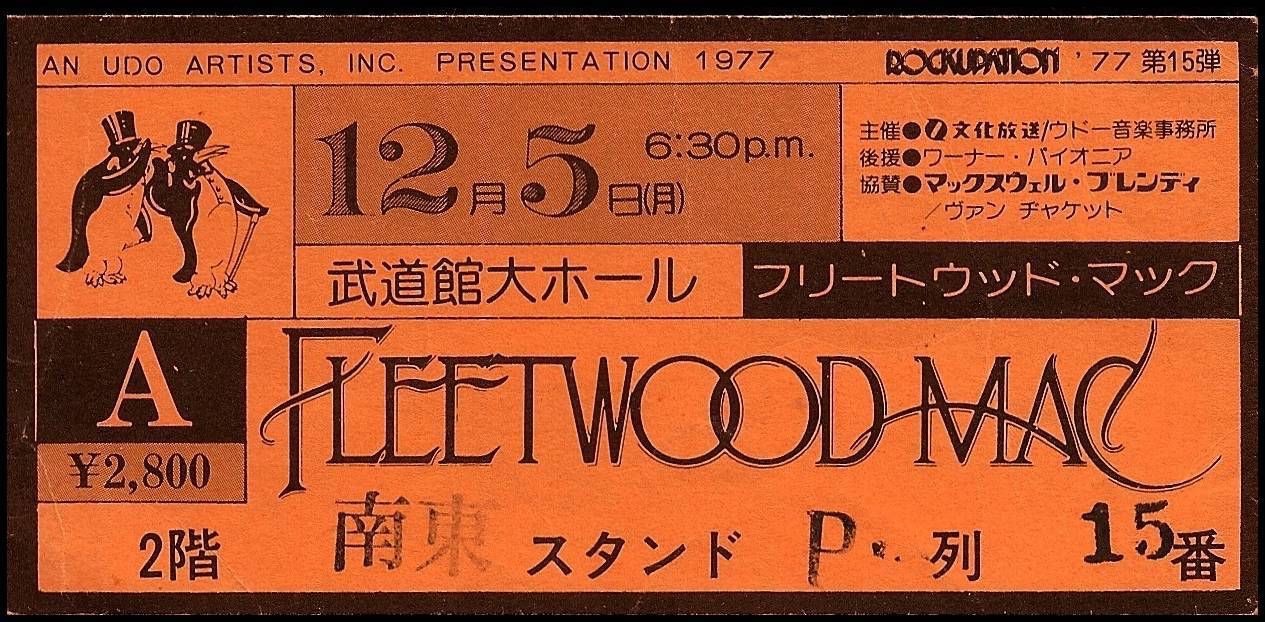 AN UDO ARTISTS, INC. PRESENTATION 1977
ROCKUPATION '77 第15弾
12月5日(月) 6:30p.m.
主催●文化放送/ウドー音楽事務所
後援●ワーナー・パイオニア
協賛●マックスウェル・ブレンディ
/ヴァン ヂャケット
武道館大ホール
フリートウッド・マック
A
¥2,800
FLEETWOOD MAC
2階 南東 スタンド P. 列 15番